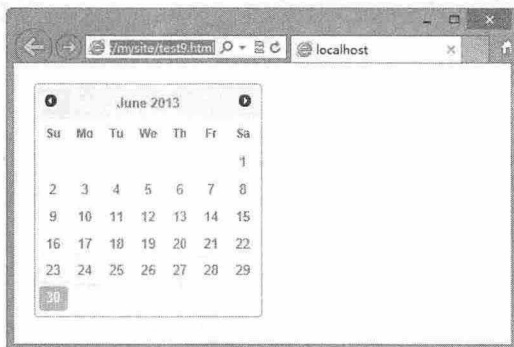 /mysite/test9.html
localhost
June 2013
Su Mo Tu We Th Fr Sa
1
2 3 4 5 6 7 8
9 10 11 12 13 14 15
16 17 18 19 20 21 22
23 24 25 26 27 28 29
30